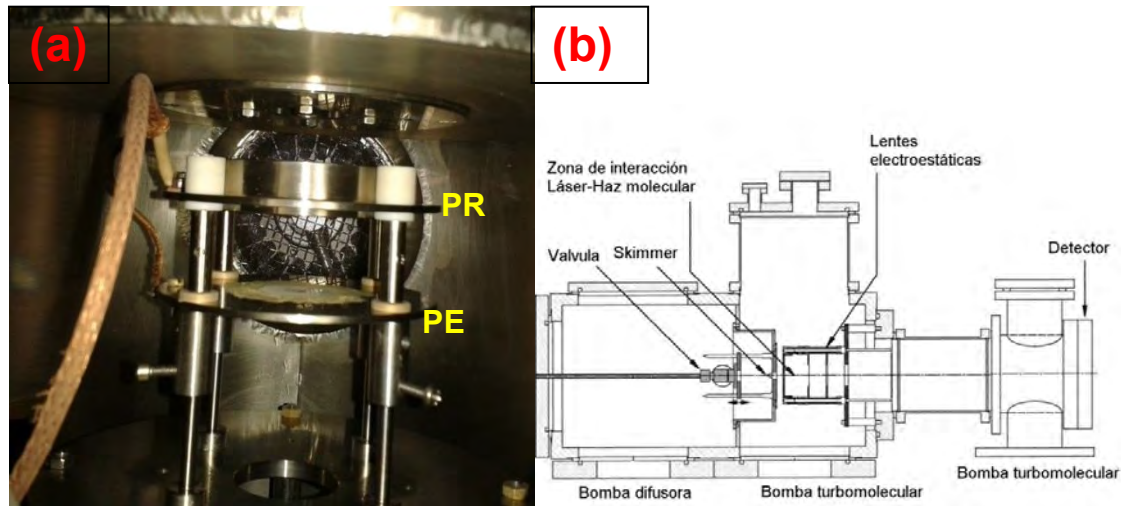 (a)
PR
PE
(b)
Lentes
electroestáticas
Zona de interacción
Láser-Haz molecular
Valvula
Skimmer
Detector
Bomba turbomolecular
Bomba difusora
Bomba turbomolecular